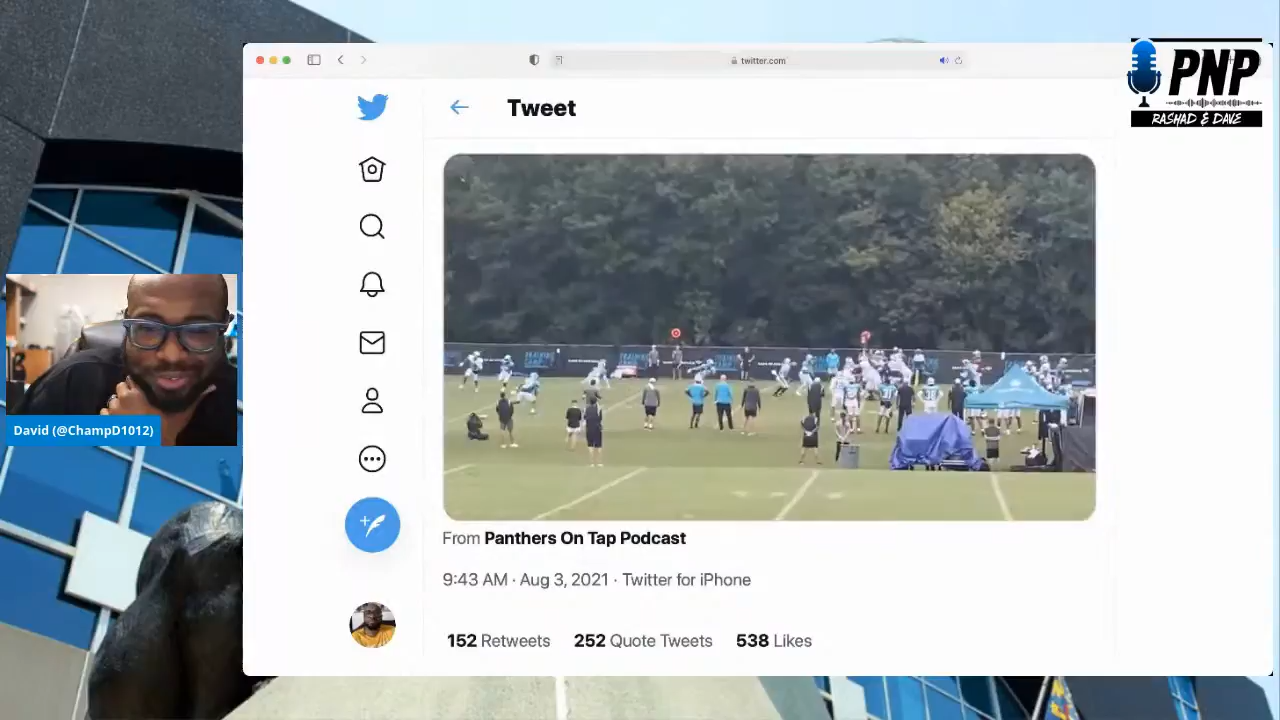 twitter.com
PNP
RASHAD & DAVE
Tweet
David (@ChampD1012)
From Panthers On Tap Podcast
9:43 AM · Aug 3, 2021 · Twitter for iPhone
152 Retweets 252 Quote Tweets 538 Likes